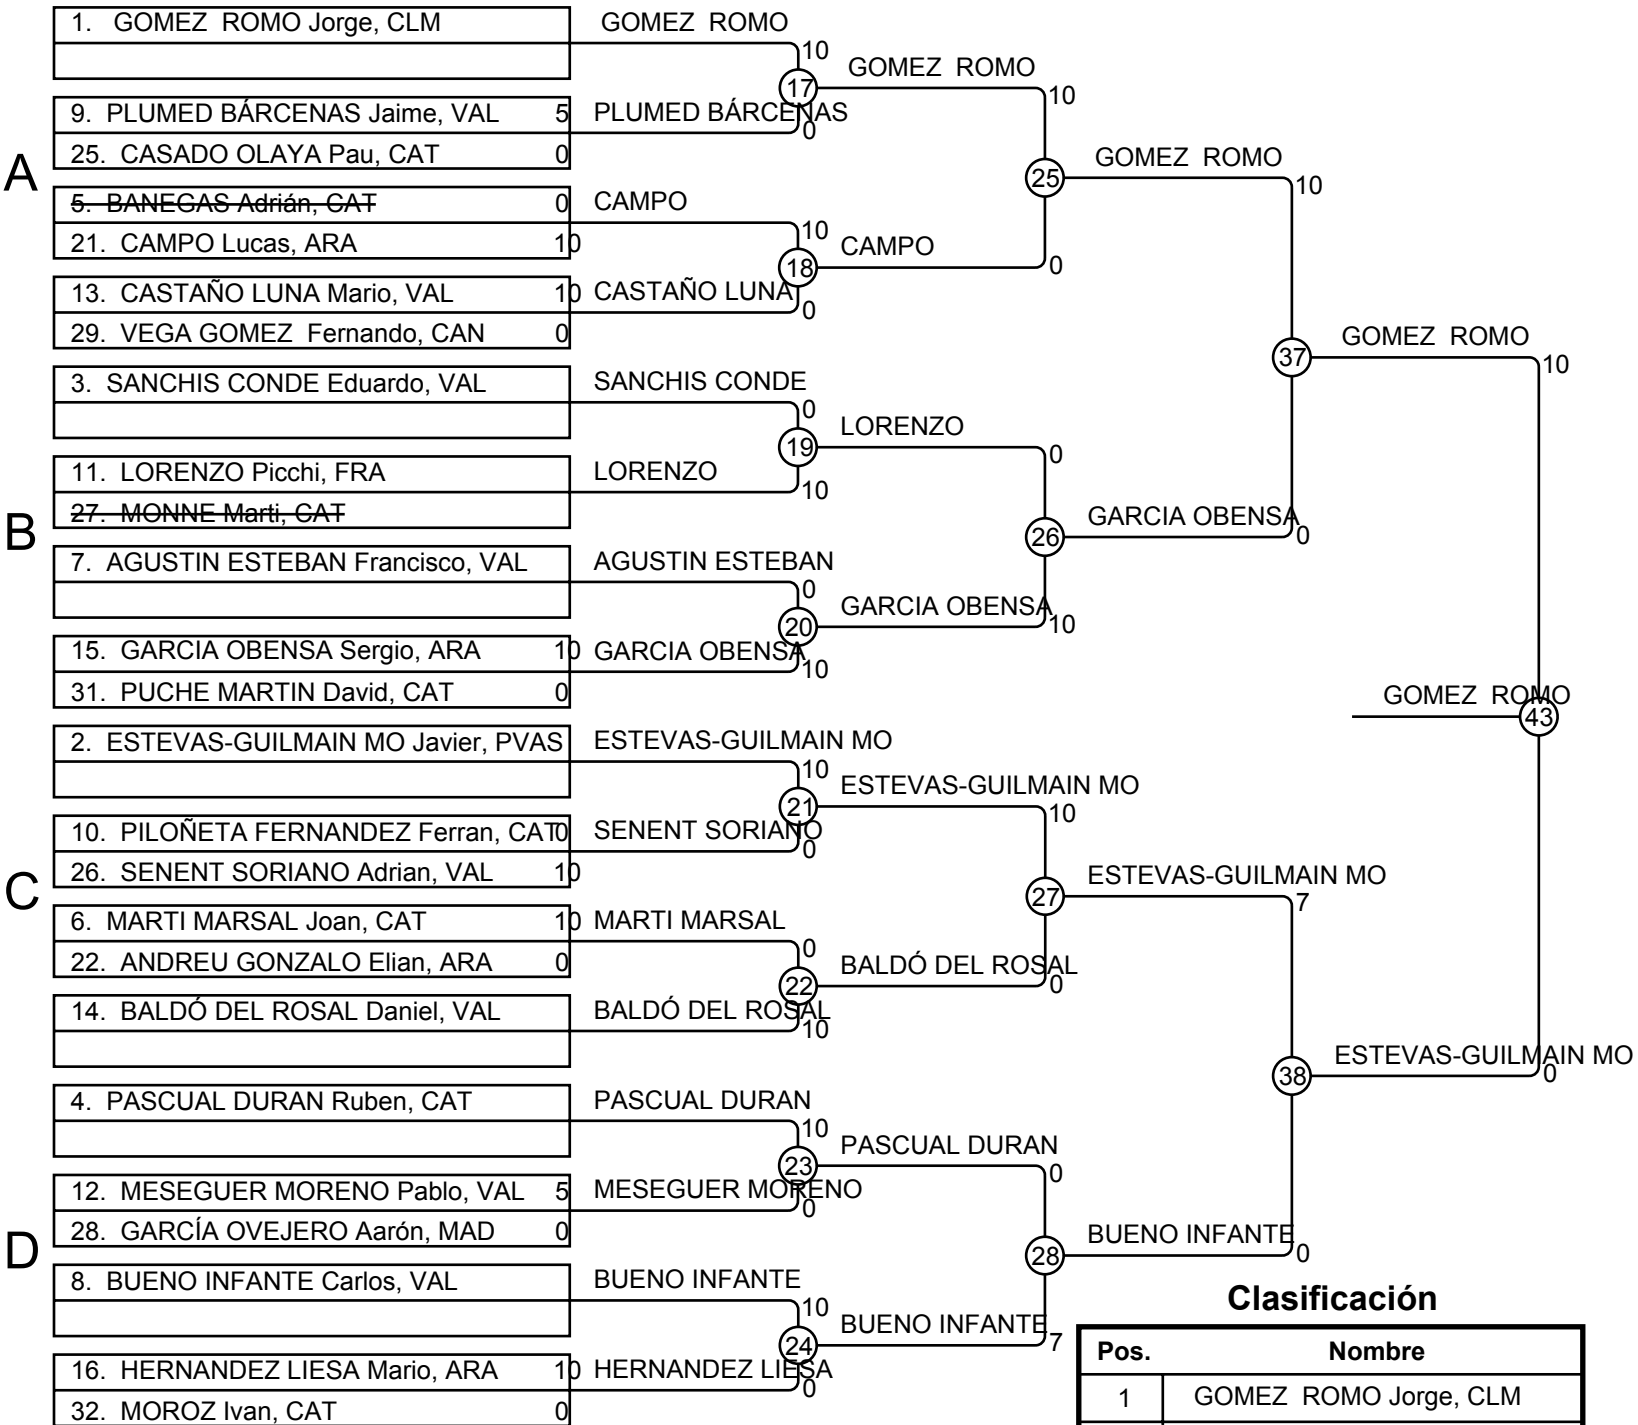 1. GOMEZ ROMO Jorge, CLM
9. PLUMED BÁRCENAS Jaime, VAL 5
25. CASADO OLAYA Pau, CAT 0
A
5. BANEGAS Adrián, CAT 0
21. CAMPO Lucas, ARA 10
13. CASTAÑO LUNA Mario, VAL 10
29. VEGA GOMEZ Fernando, CAN 0
3. SANCHIS CONDE Eduardo, VAL
11. LORENZO Picchi, FRA
27. MONNE Marti, CAT
B
7. AGUSTIN ESTEBAN Francisco, VAL
15. GARCIA OBENSA Sergio, ARA 10
31. PUCHE MARTIN David, CAT 0
2. ESTEVAS-GUILMAIN MO Javier, PVAS
10. PILOÑETA FERNANDEZ Ferran, CAT 0
26. SENENT SORIANO Adrian, VAL 10
C
6. MARTI MARSAL Joan, CAT 10
22. ANDREU GONZALO Elian, ARA 0
14. BALDÓ DEL ROSAL Daniel, VAL
4. PASCUAL DURAN Ruben, CAT
12. MESEGUER MORENO Pablo, VAL 5
28. GARCÍA OVEJERO Aarón, MAD 0
D
8. BUENO INFANTE Carlos, VAL
16. HERNANDEZ LIESA Mario, ARA 10
32. MOROZ Ivan, CAT 0
GOMEZ ROMO
10
17
PLUMED BÁRCENAS
0
CAMPO
10
18
CASTAÑO LUNA
0
SANCHIS CONDE
0
19
LORENZO
10
AGUSTIN ESTEBAN
0
20
GARCIA OBENSA
10
ESTEVAS-GUILMAIN MO
10
21
SENENT SORIANO
0
MARTI MARSAL
0
22
BALDÓ DEL ROSAL
10
PASCUAL DURAN
10
23
MESEGUER MORENO
0
BUENO INFANTE
10
24
HERNANDEZ LIESA
0
GOMEZ ROMO
10
25
CAMPO
0
LORENZO
0
26
GARCIA OBENSA
10
ESTEVAS-GUILMAIN MO
10
27
BALDÓ DEL ROSAL
0
PASCUAL DURAN
0
28
BUENO INFANTE
7
GOMEZ ROMO
10
37
GARCIA OBENSA
0
ESTEVAS-GUILMAIN MO
7
38
BUENO INFANTE
0
GOMEZ ROMO
10
GOMEZ ROMO
43
ESTEVAS-GUILMAIN MO
0
Clasificación
Pos. Nombre
1 GOMEZ ROMO Jorge, CLM